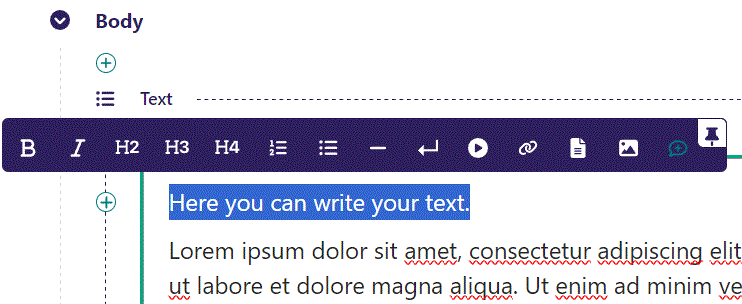 Body
Text
B I H2 H3 H4
Here you can write your text.
Lorem ipsum dolor sit amet, consectetur adipiscing elit
ut labore et dolore magna aliqua. Ut enim ad minim ve